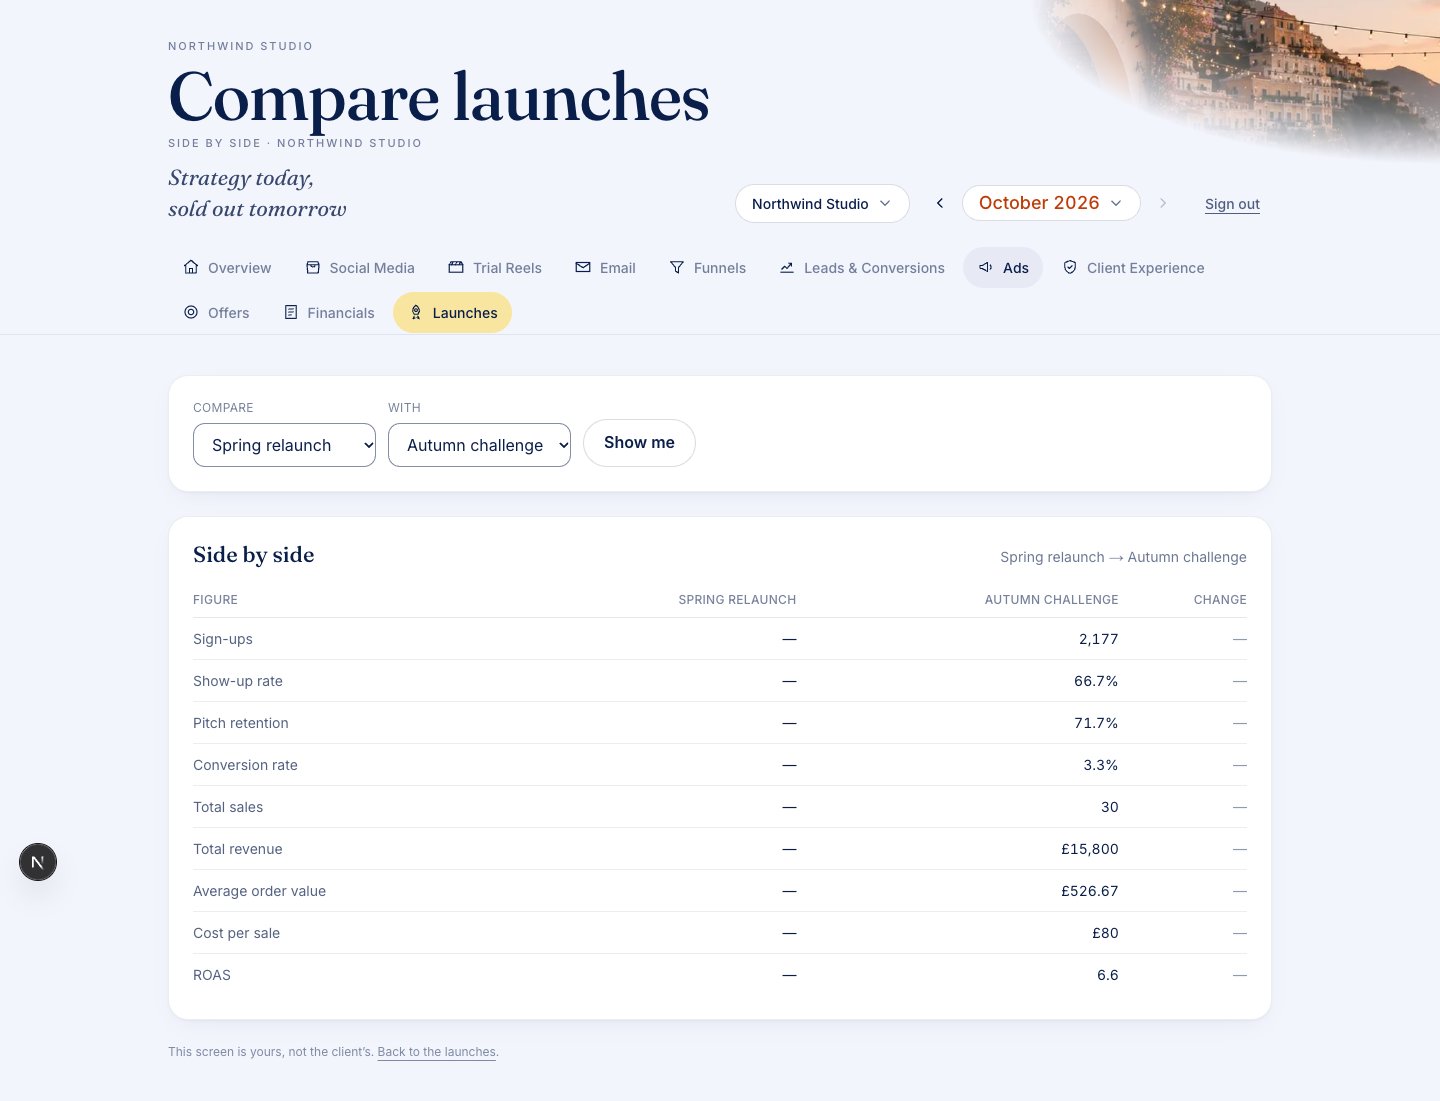 NORTHWIND STUDIO
Compare launches
SIDE BY SIDE · NORTHWIND STUDIO
Strategy today,
sold out tomorrow
Northwind Studio
October 2026
Sign out
Overview Social Media Trial Reels Email Funnels Leads & Conversions Ads Client Experience
Offers Financials Launches
COMPARE WITH
Spring relaunch Autumn challenge Show me
Side by side Spring relaunch → Autumn challenge
FIGURE SPRING RELAUNCH AUTUMN CHALLENGE CHANGE
Sign-ups — 2,177 —
Show-up rate — 66.7% —
Pitch retention — 71.7% —
Conversion rate — 3.3% —
Total sales — 30 —
Total revenue — £15,800 —
Average order value — £526.67 —
Cost per sale — £80 —
ROAS — 6.6 —
N
This screen is yours, not the client’s. Back to the launches.